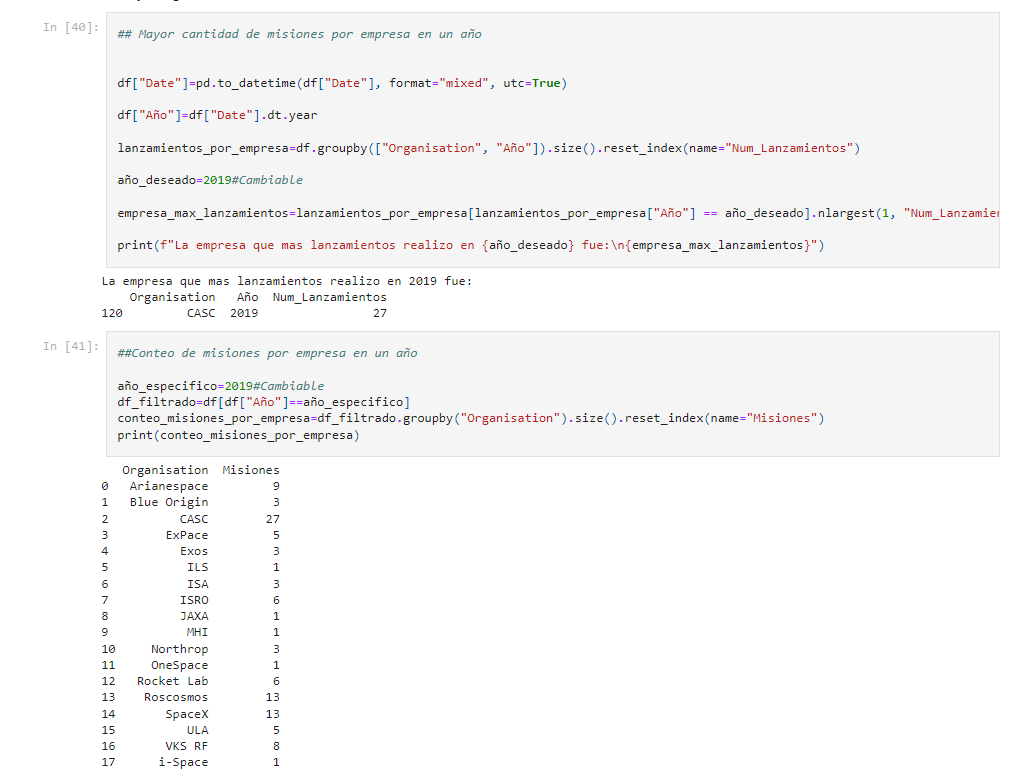 In [40]:
## Mayor cantidad de misiones por empresa en un año
df["Date"]=pd.to_datetime(df["Date"], format="mixed", utc=True)
df["Año"]=df["Date"].dt.year
lanzamientos_por_empresa=df.groupby(["Organisation", "Año"]).size().reset_index(name="Num_Lanzamientos")
año_deseado=2019#Cambiable
empresa_max_lanzamientos=lanzamientos_por_empresa[lanzamientos_por_empresa["Año"] == año_deseado].nlargest(1, "Num_Lanzamie
print(f"La empresa que mas lanzamientos realizo en {año_deseado} fue:\n{empresa_max_lanzamientos}")
La empresa que mas lanzamientos realizo en 2019 fue:
Organisation Año Num_Lanzamientos
120 CASC 2019 27
In [41]:
##Conteo de misiones por empresa en un año
año_especifico=2019#Cambiable
df_filtrado=df[df["Año"]==año_especifico]
conteo_misiones_por_empresa=df_filtrado.groupby("Organisation").size().reset_index(name="Misiones")
print(conteo_misiones_por_empresa)
Organisation Misiones
0 Arianespace 9
1 Blue Origin 3
2 CASC 27
3 ExPace 5
4 Exos 3
5 ILS 1
6 ISA 3
7 ISRO 6
8 JAXA 1
9 MHI 1
10 Northrop 3
11 OneSpace 1
12 Rocket Lab 6
13 Roscosmos 13
14 SpaceX 13
15 ULA 5
16 VKS RF 8
17 i-Space 1